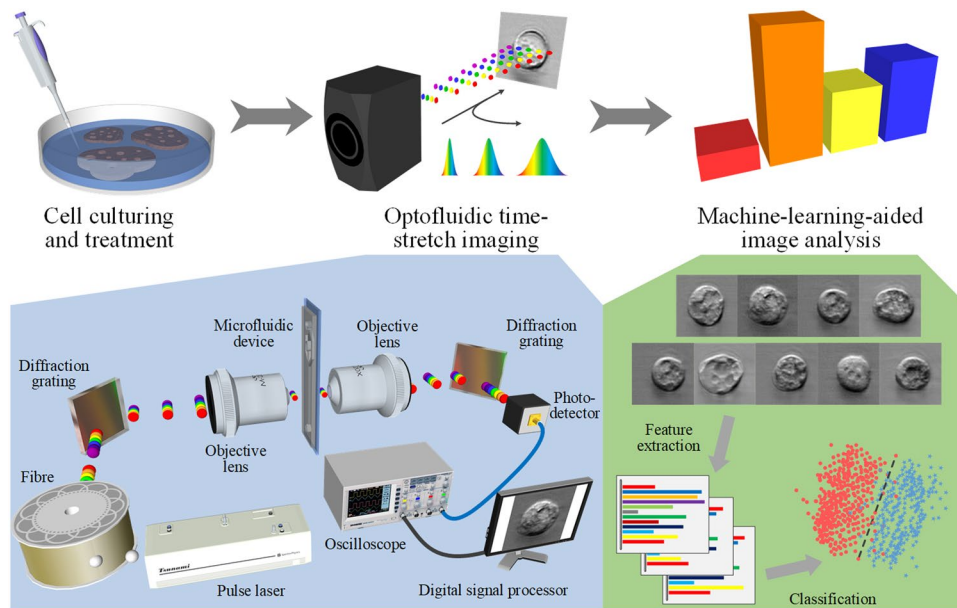 Cell culturing
and treatment
Optofluidic time-
stretch imaging
Machine-learning-aided
image analysis
Diffraction
grating
Microfluidic
device
Objective
lens
Diffraction
grating
Photo-
detector
Objective
lens
Fibre
Oscilloscope
Tsunami
Pulse laser
Digital signal processor
Feature
extraction
Classification